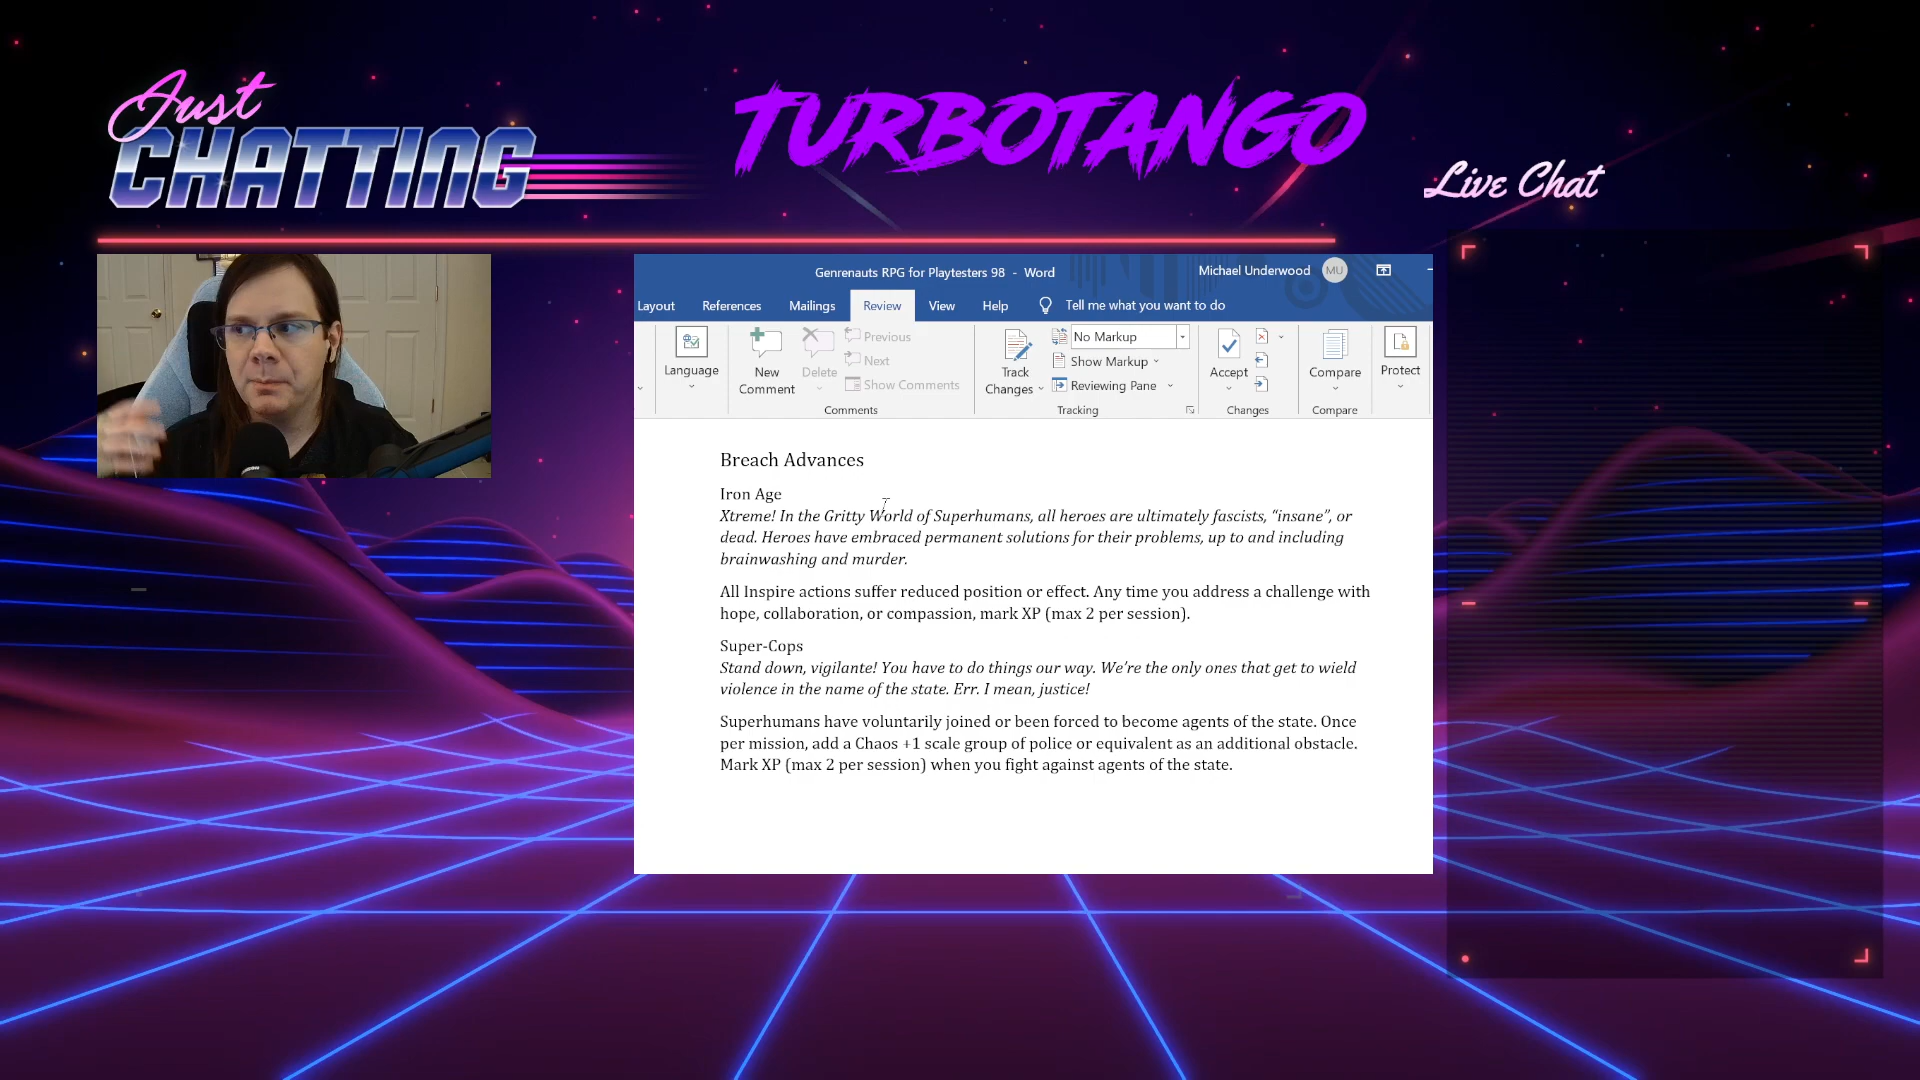 Just
CHATTING
TURBOTANGO
Live Chat
Genrenauts RPG for Playtesters 98 - Word
Michael Underwood MU
Layout References Mailings Review View Help Tell me what you want to do
Language
New
Comment
Delete
Previous
Next
Show Comments
Comments
Track
Changes
No Markup
Show Markup
Reviewing Pane
Tracking
Accept
Changes
Compare
Compare
Protect
Breach Advances
Iron Age
Xtreme! In the Gritty World of Superhumans, all heroes are ultimately fascists, “insane”, or
dead. Heroes have embraced permanent solutions for their problems, up to and including
brainwashing and murder.
All Inspire actions suffer reduced position or effect. Any time you address a challenge with
hope, collaboration, or compassion, mark XP (max 2 per session).
Super-Cops
Stand down, vigilante! You have to do things our way. We’re the only ones that get to wield
violence in the name of the state. Err. I mean, justice!
Superhumans have voluntarily joined or been forced to become agents of the state. Once
per mission, add a Chaos +1 scale group of police or equivalent as an additional obstacle.
Mark XP (max 2 per session) when you fight against agents of the state.